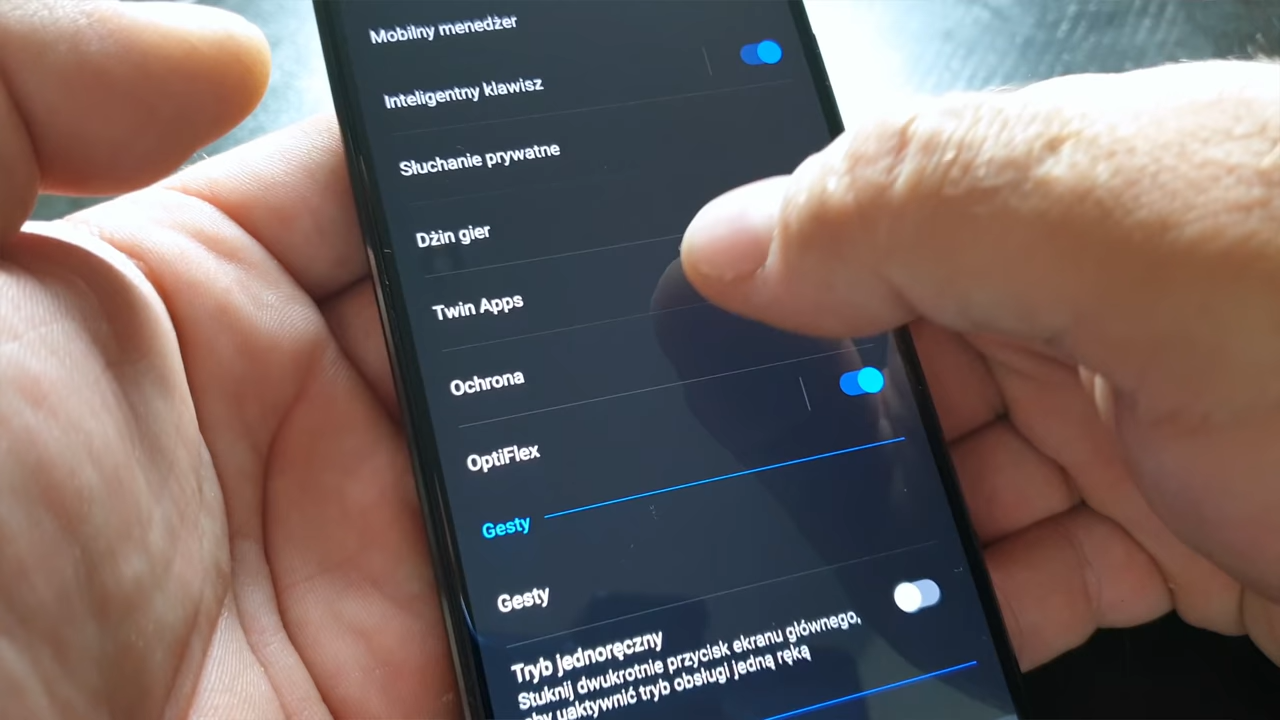 Mobilny menedżer
Inteligentny klawisz
Słuchanie prywatne
Dżin gier
Twin Apps
Ochrona
OptiFlex
Gesty
Gesty
Tryb jednoręczny
Stuknij dwukrotnie przycisk ekranu głównego,
aby uaktywnić tryb obsługi jedną ręką